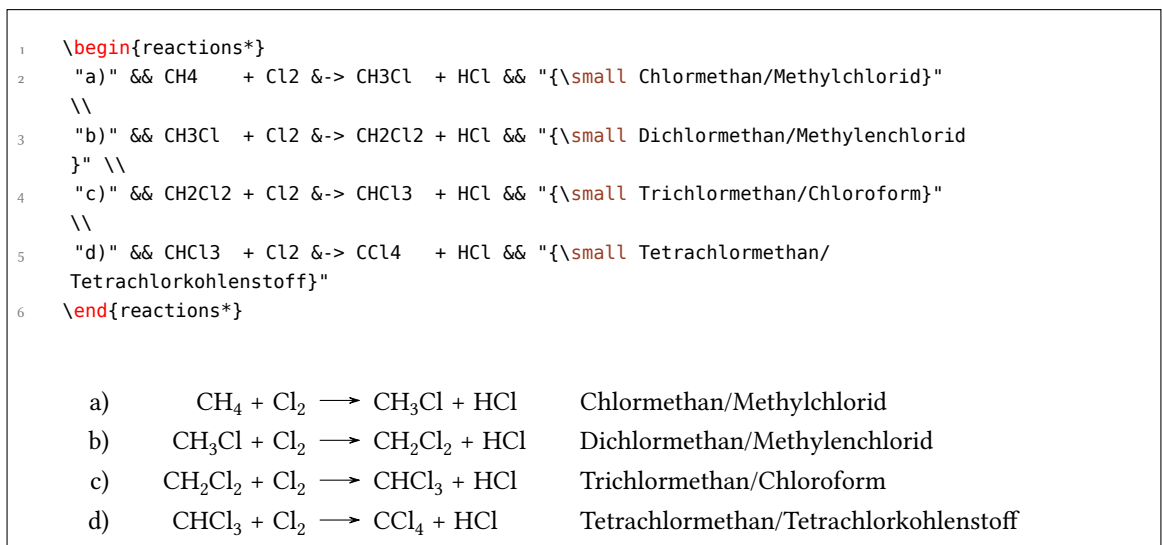 1 \begin{reactions*}
2 "a)" && CH4    + Cl2 &-> CH3Cl  + HCl && "{\small Chlormethan/Methylchlorid}"
\\
3 "b)" && CH3Cl  + Cl2 &-> CH2Cl2 + HCl && "{\small Dichlormethan/Methylenchlorid
}" \\
4 "c)" && CH2Cl2 + Cl2 &-> CHCl3  + HCl && "{\small Trichlormethan/Chloroform}"
\\
5 "d)" && CHCl3  + Cl2 &-> CCl4   + HCl && "{\small Tetrachlormethan/
Tetrachlorkohlenstoff}"
6 \end{reactions*}
a) CH₄ + Cl₂ ⟶ CH₃Cl + HCl Chlormethan/Methylchlorid
b) CH₃Cl + Cl₂ ⟶ CH₂Cl₂ + HCl Dichlormethan/Methylenchlorid
c) CH₂Cl₂ + Cl₂ ⟶ CHCl₃ + HCl Trichlormethan/Chloroform
d) CHCl₃ + Cl₂ ⟶ CCl₄ + HCl Tetrachlormethan/Tetrachlorkohlenstoff